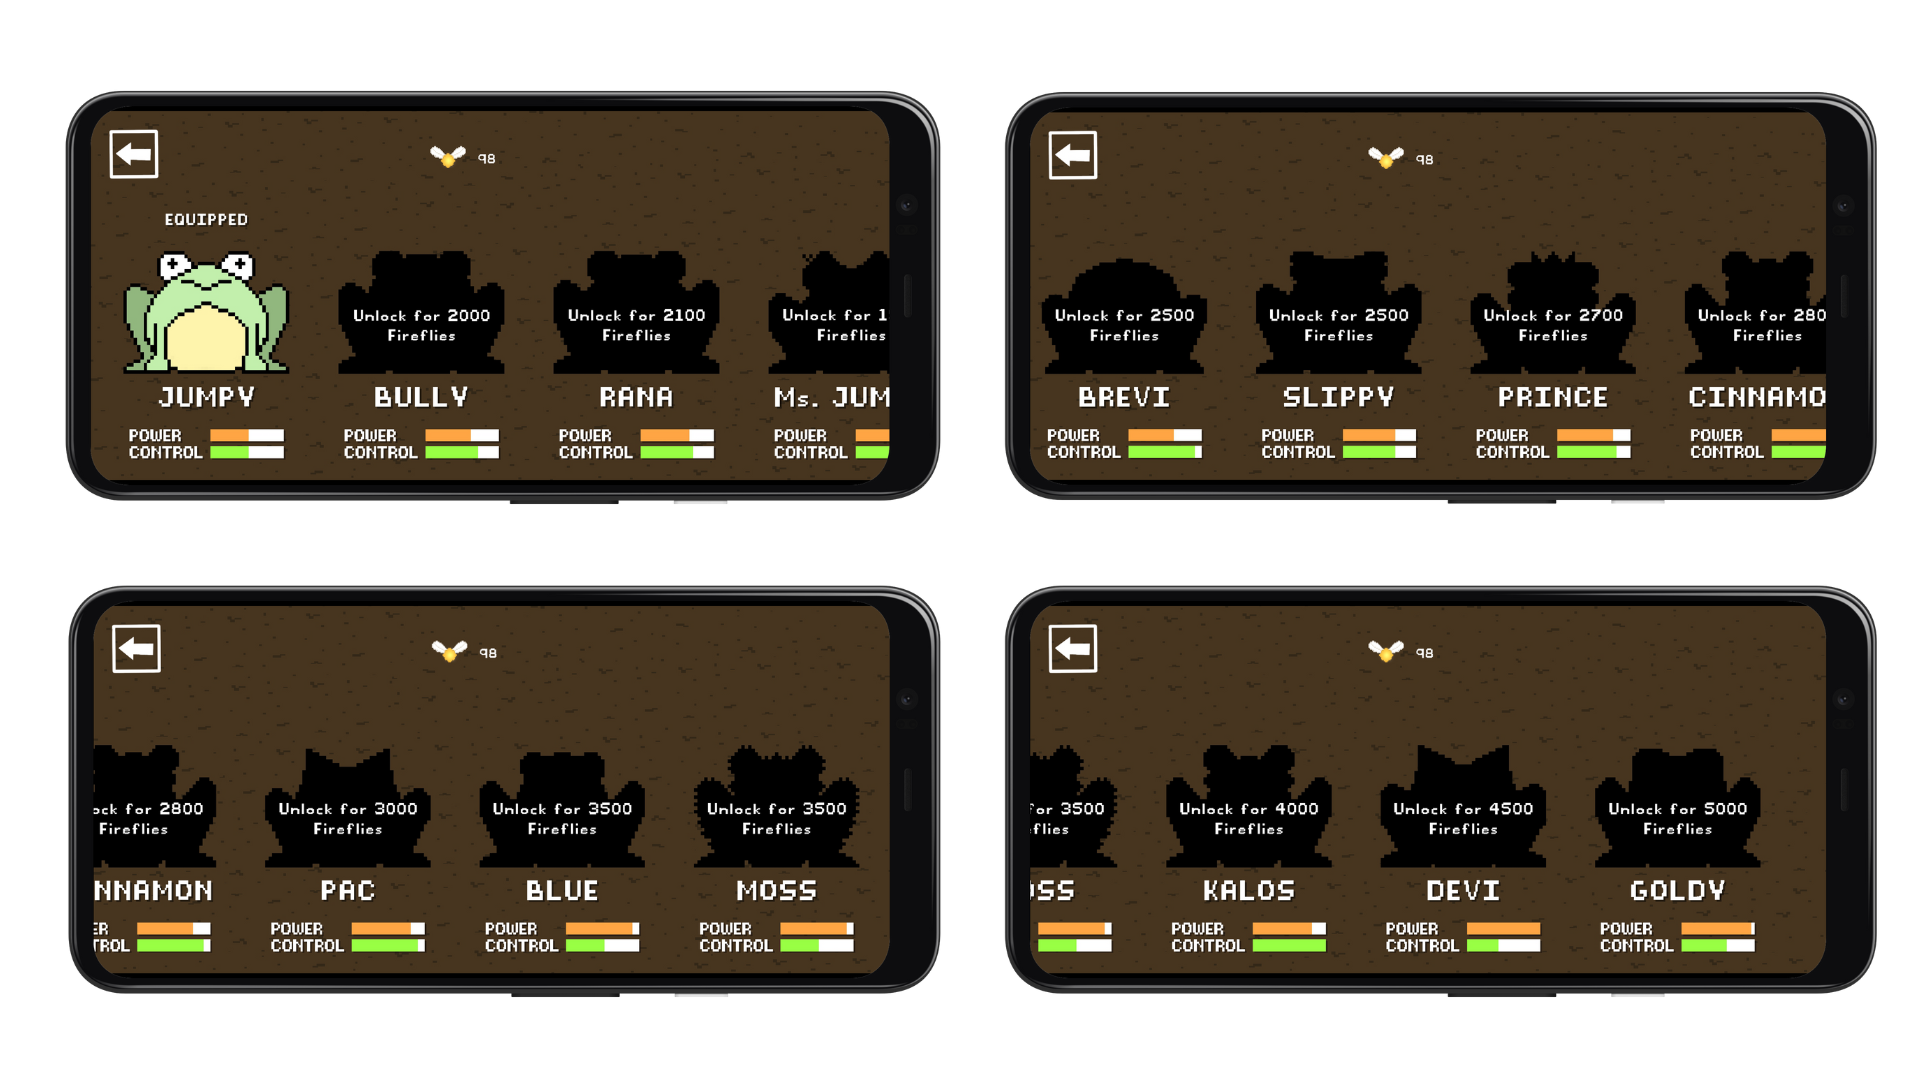 98
EQUIPPED
Unlock for 2000
Fireflies
Unlock for 2100
Fireflies
Unlock for 1
Fireflies
JUMPY
BULLY
RANA
Ms. JUM
POWER
CONTROL
POWER
CONTROL
POWER
CONTROL
POWER
CONTROL
98
Unlock for 2500
Fireflies
Unlock for 2500
Fireflies
Unlock for 2700
Fireflies
Unlock for 280
Fireflies
BREVI
SLIPPY
PRINCE
CINNAMO
POWER
CONTROL
POWER
CONTROL
POWER
CONTROL
POWER
CONTROL
98
ock for 2800
Fireflies
Unlock for 3000
Fireflies
Unlock for 3500
Fireflies
Unlock for 3500
Fireflies
NNAMON
PAC
BLUE
MOSS
ER
TROL
POWER
CONTROL
POWER
CONTROL
POWER
CONTROL
98
for 3500
flies
Unlock for 4000
Fireflies
Unlock for 4500
Fireflies
Unlock for 5000
Fireflies
OSS
KALOS
DEVI
GOLDY
POWER
CONTROL
POWER
CONTROL
POWER
CONTROL